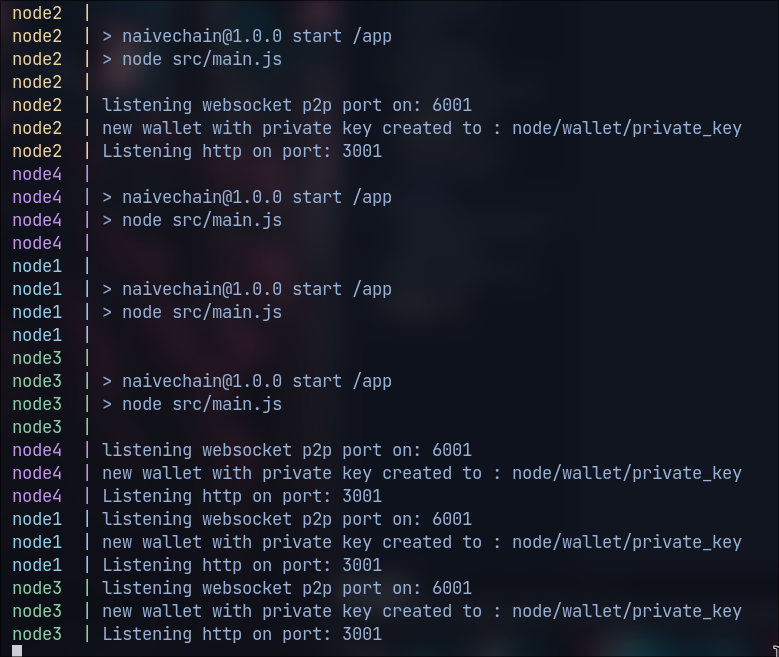 node2  |
node2  | > naivechain@1.0.0 start /app
node2  | > node src/main.js
node2  |
node2  | listening websocket p2p port on: 6001
node2  | new wallet with private key created to : node/wallet/private_key
node2  | Listening http on port: 3001
node4  |
node4  | > naivechain@1.0.0 start /app
node4  | > node src/main.js
node4  |
node1  |
node1  | > naivechain@1.0.0 start /app
node1  | > node src/main.js
node1  |
node3  |
node3  | > naivechain@1.0.0 start /app
node3  | > node src/main.js
node3  |
node4  | listening websocket p2p port on: 6001
node4  | new wallet with private key created to : node/wallet/private_key
node4  | Listening http on port: 3001
node1  | listening websocket p2p port on: 6001
node1  | new wallet with private key created to : node/wallet/private_key
node1  | Listening http on port: 3001
node3  | listening websocket p2p port on: 6001
node3  | new wallet with private key created to : node/wallet/private_key
node3  | Listening http on port: 3001